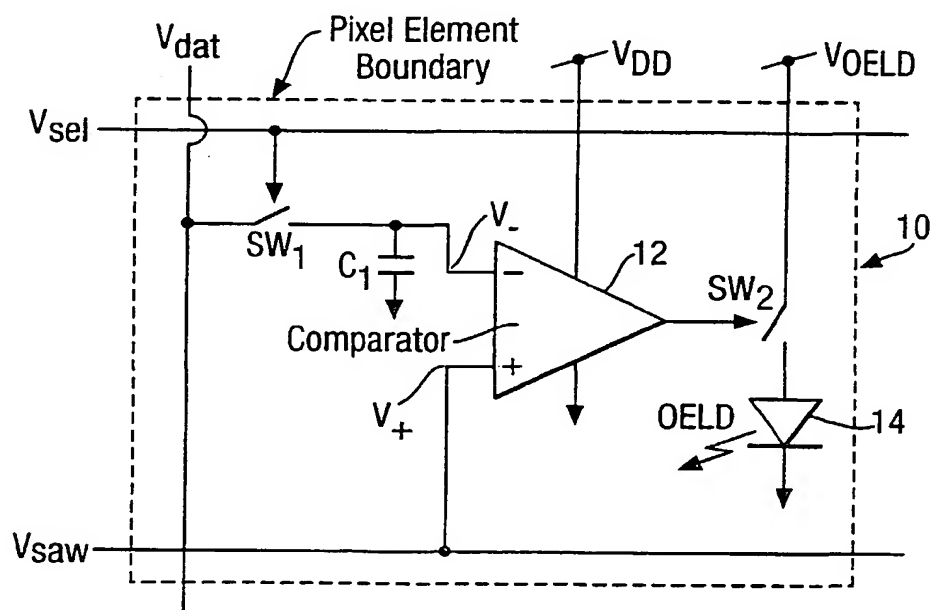 Pixel Element
Boundary
Vdat
VDD
VOELD
Vsel
SW1
V-
C1
12
10
SW2
−
Comparator
+
V+
OELD
14
Vsaw